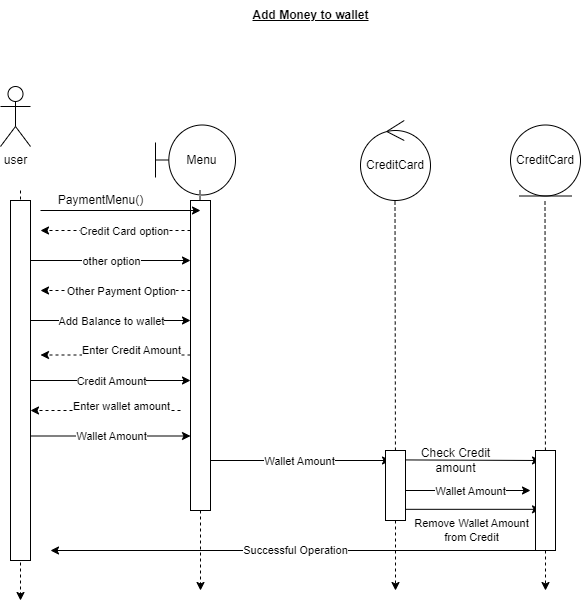 Add Money to wallet
user
Menu
CreditCard
CreditCard
PaymentMenu()
Credit Card option
other option
Other Payment Option
Add Balance to wallet
Enter Credit Amount
Credit Amount
Enter wallet amount
Wallet Amount
Wallet Amount
Check Credit
amount
Wallet Amount
Remove Wallet Amount
from Credit
Successful Operation